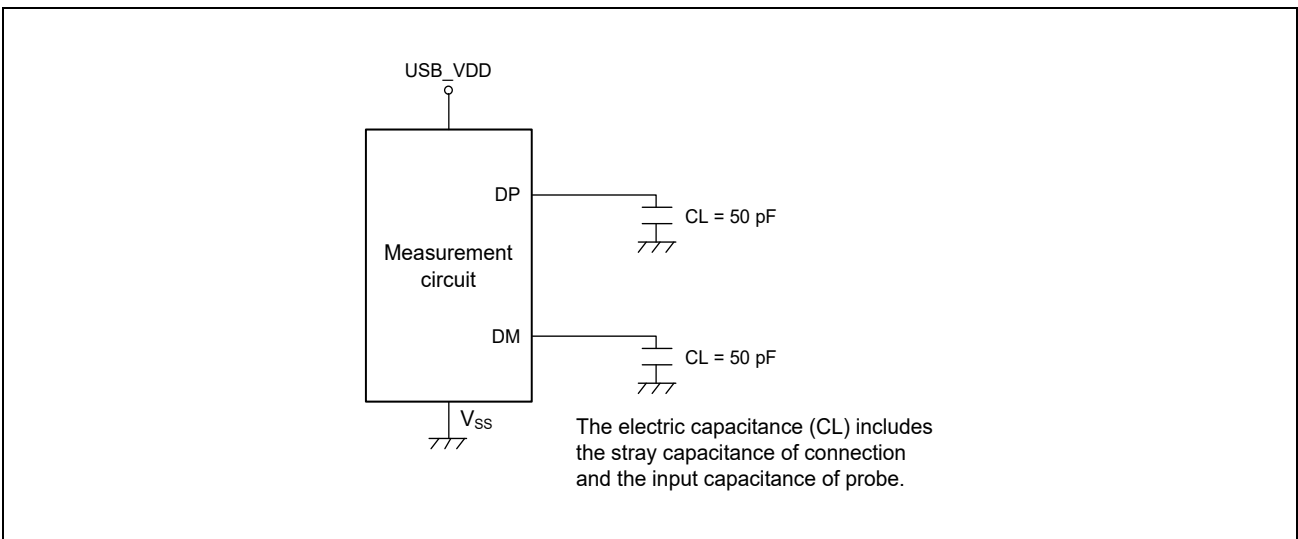 USB_VDD
DP
CL = 50 pF
Measurement
circuit
DM
CL = 50 pF
VSS
The electric capacitance (CL) includes
the stray capacitance of connection
and the input capacitance of probe.